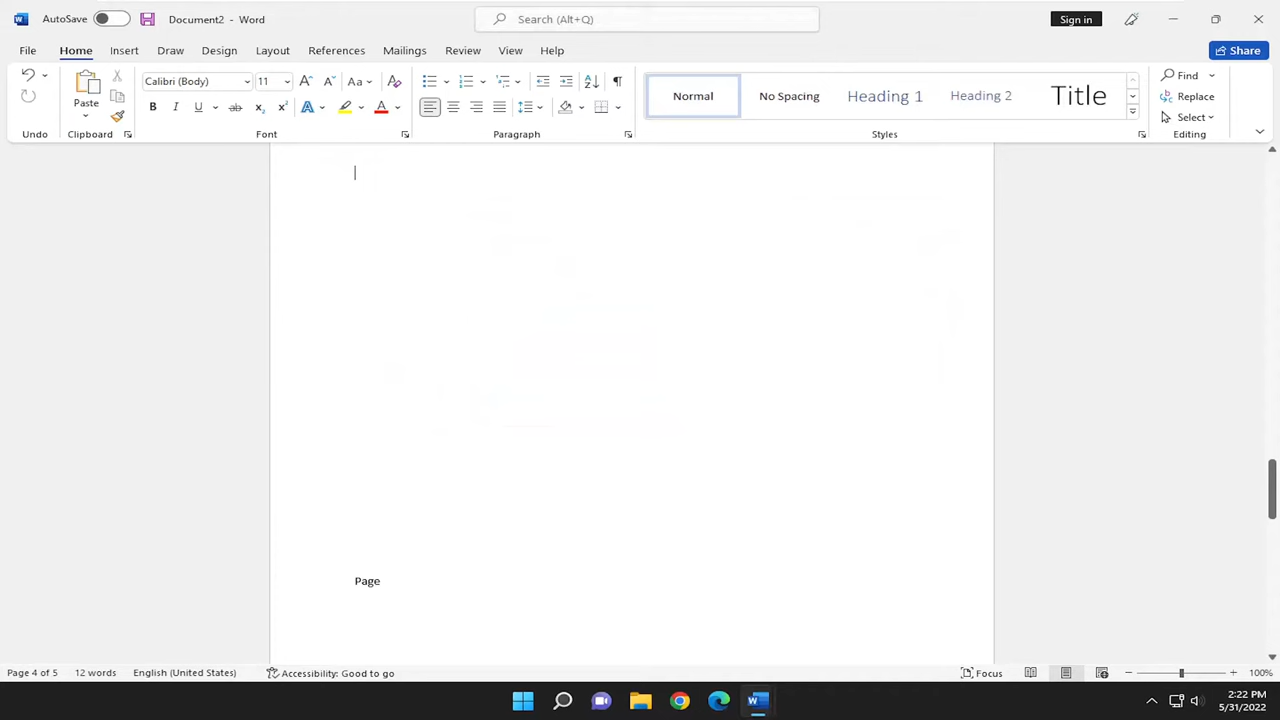 AutoSave Document2 - Word Search (Alt+Q) Sign in
File Home Insert Draw Design Layout References Mailings Review View Help Share
Paste Calibri (Body) 11 Aa Normal No Spacing Heading 1 Heading 2 Title Find
Replace
Select
Undo Clipboard Font Paragraph Styles Editing
Page
Page 4 of 5 12 words English (United States) Accessibility: Good to go Focus 100%
2:22 PM
5/31/2022